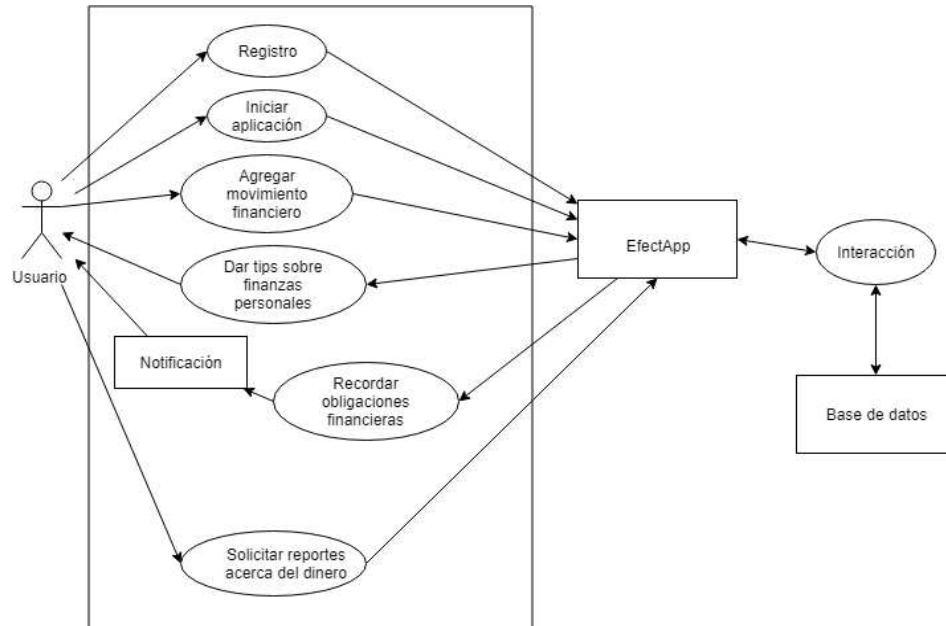 Registro
Iniciar
aplicación
Agregar
movimiento
financiero
EfectApp
Interacción
Usuario
Dar tips sobre
finanzas
personales
Notificación
Recordar
obligaciones
financieras
Base de datos
Solicitar reportes
acerca del dinero